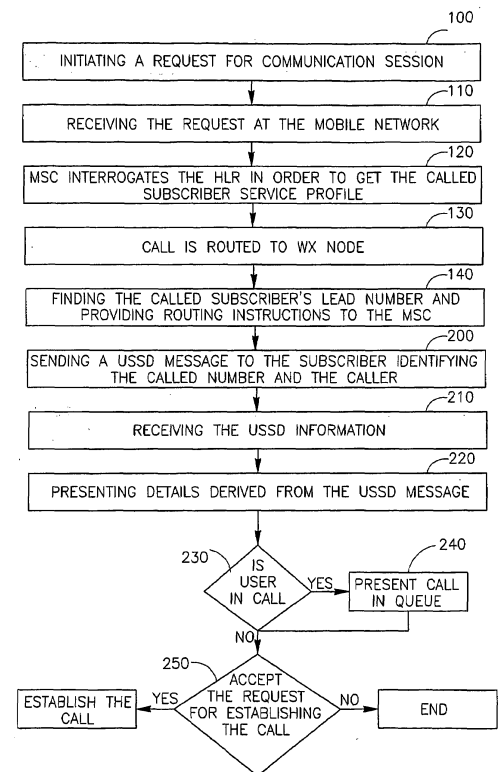 100
INITIATING A REQUEST FOR COMMUNICATION SESSION
110
RECEIVING THE REQUEST AT THE MOBILE NETWORK
120
MSC INTERROGATES THE HLR IN ORDER TO GET THE CALLED
SUBSCRIBER SERVICE PROFILE
130
CALL IS ROUTED TO WX NODE
140
FINDING THE CALLED SUBSCRIBER'S LEAD NUMBER AND
PROVIDING ROUTING INSTRUCTIONS TO THE MSC
200
SENDING A USSD MESSAGE TO THE SUBSCRIBER IDENTIFYING
THE CALLED NUMBER AND THE CALLER
210
RECEIVING THE USSD INFORMATION
220
PRESENTING DETAILS DERIVED FROM THE USSD MESSAGE
230
IS
USER
IN CALL
YES
240
PRESENT CALL
IN QUEUE
NO
250
ACCEPT
THE REQUEST
FOR ESTABLISHING
THE CALL
YES
ESTABLISH THE
CALL
NO
END